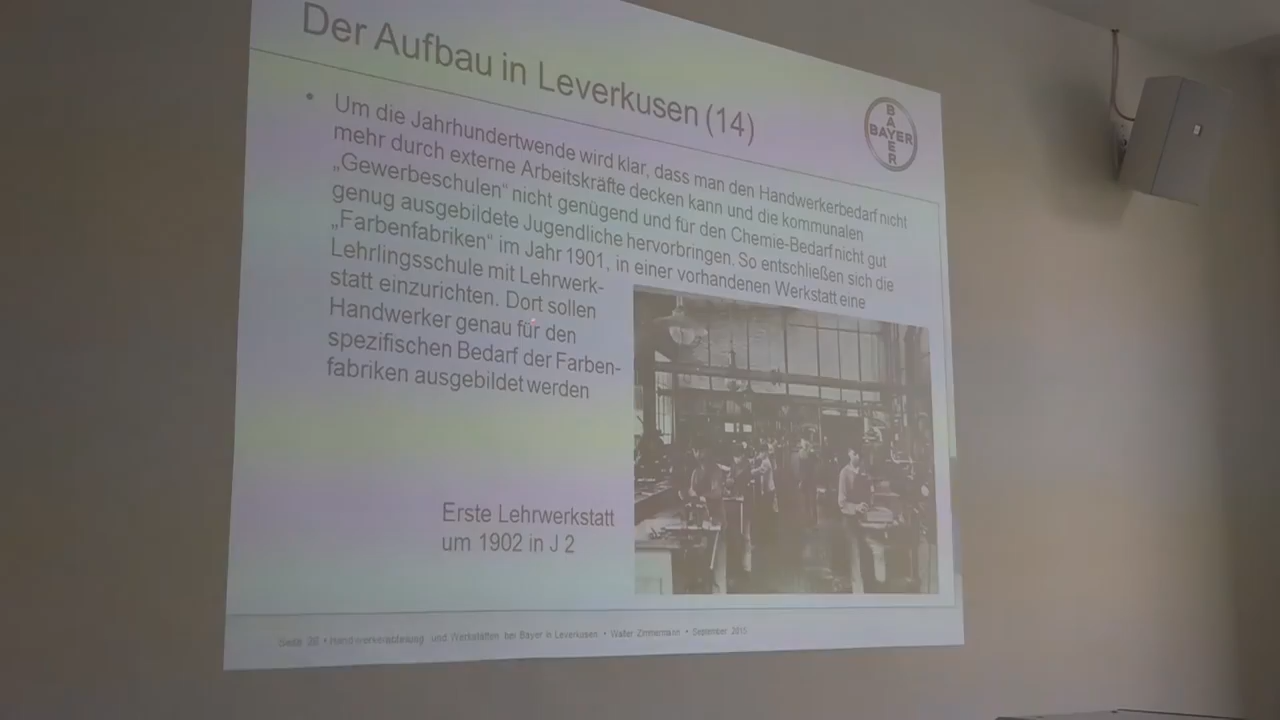 Der Aufbau in Leverkusen (14)
• Um die Jahrhundertwende wird klar, dass man den Handwerkerbedarf nicht
mehr durch externe Arbeitskräfte decken kann und die kommunalen
„Gewerbeschulen“ nicht genügend und für den Chemie-Bedarf nicht gut
genug ausgebildete Jugendliche hervorbringen. So entschließen sich die
„Farbenfabriken“ im Jahr 1901, in einer vorhandenen Werkstatt eine
Lehrlingsschule mit Lehrwerk-
statt einzurichten. Dort sollen
Handwerker genau für den
spezifischen Bedarf der Farben-
fabriken ausgebildet werden
BAYER
BAYER
Erste Lehrwerkstatt
um 1902 in J 2
Seite 26 • Handwerkerabteilung und Werkstätten bei Bayer in Leverkusen • Walter Zimmermann • September 2015